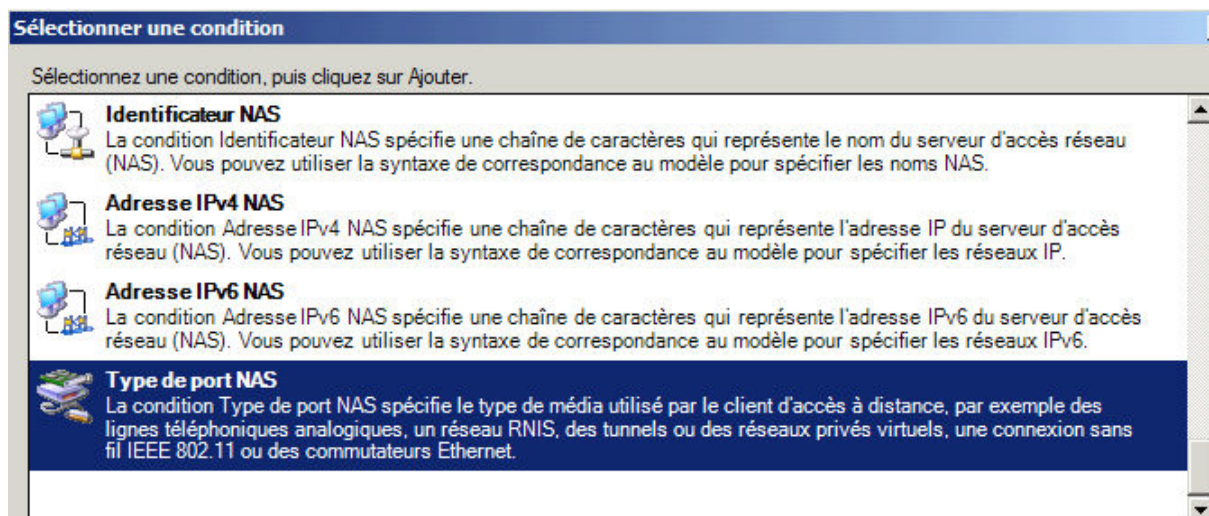 Sélectionner une condition
Sélectionnez une condition, puis cliquez sur Ajouter.
Identificateur NAS
La condition Identificateur NAS spécifie une chaîne de caractères qui représente le nom du serveur d'accès réseau
(NAS). Vous pouvez utiliser la syntaxe de correspondance au modèle pour spécifier les noms NAS.
Adresse IPv4 NAS
La condition Adresse IPv4 NAS spécifie une chaîne de caractères qui représente l'adresse IP du serveur d'accès
réseau (NAS). Vous pouvez utiliser la syntaxe de correspondance au modèle pour spécifier les réseaux IP.
Adresse IPv6 NAS
La condition Adresse IPv6 NAS spécifie une chaîne de caractères qui représente l'adresse IPv6 du serveur d'accès
réseau (NAS). Vous pouvez utiliser la syntaxe de correspondance au modèle pour spécifier les réseaux IPv6.
Type de port NAS
La condition Type de port NAS spécifie le type de média utilisé par le client d'accès à distance, par exemple des
lignes téléphoniques analogiques, un réseau RNIS, des tunnels ou des réseaux privés virtuels, une connexion sans
fil IEEE 802.11 ou des commutateurs Ethernet.